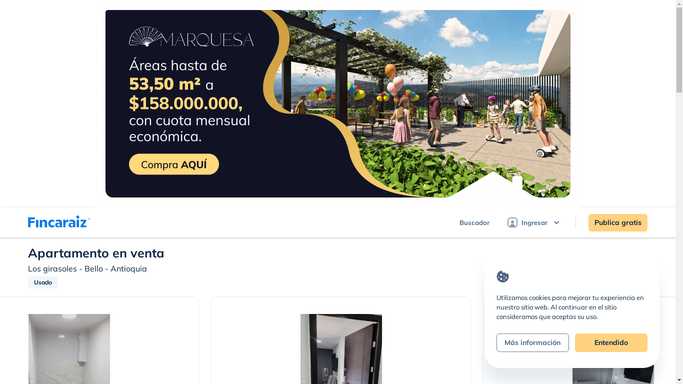 MARQUESA
Áreas hasta de
53,50 m² a
$158.000.000,
con cuota mensual
económica.
Compra AQUÍ
Fincaraiz
Buscador
Ingresar
Publica gratis
Apartamento en venta
Los girasoles - Bello - Antioquia
Usado
Utilizamos cookies para mejorar tu experiencia en
nuestro sitio web. Al continuar en el sitio
consideramos que aceptas su uso.
Más información
Entendido